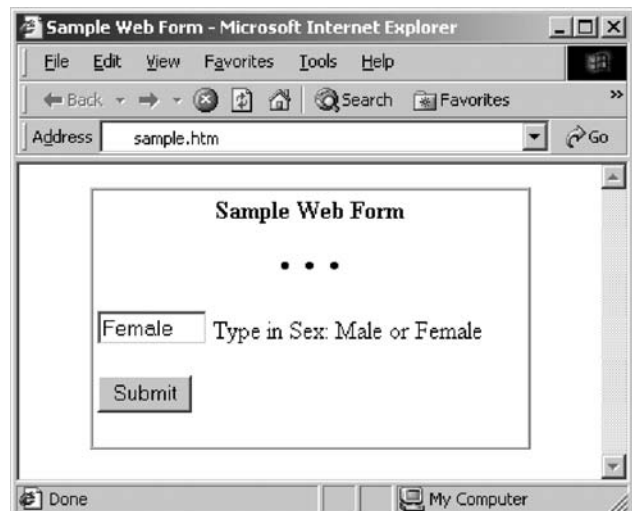 Sample Web Form - Microsoft Internet Explorer
File Edit View Favorites Tools Help
Back Search Favorites »
Address sample.htm Go
Sample Web Form
• • •
Female Type in Sex: Male or Female
Submit
Done My Computer